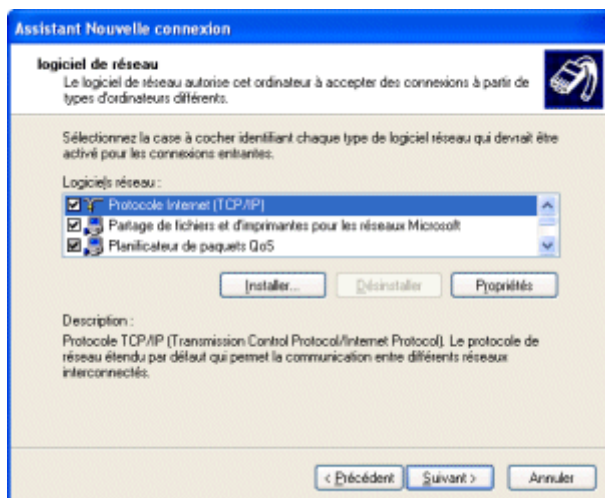 Assistant Nouvelle connexion
logiciel de réseau
Le logiciel de réseau autorise cet ordinateur à accepter des connexions à partir de
types d'ordinateurs différents.
Sélectionnez la case à cocher identifiant chaque type de logiciel réseau qui devrait être
activé pour les connexions entrantes.
Logiciels réseau :
Protocole Internet (TCP/IP)
Partage de fichiers et d'imprimantes pour les réseaux Microsoft
Planificateur de paquets QoS
Installer...
Désinstaller
Propriétés
Description :
Protocole TCP/IP (Transmission Control Protocol/Internet Protocol). Le protocole de
réseau étendu par défaut qui permet la communication entre différents réseaux
interconnectés.
< Précédent
Suivant >
Annuler